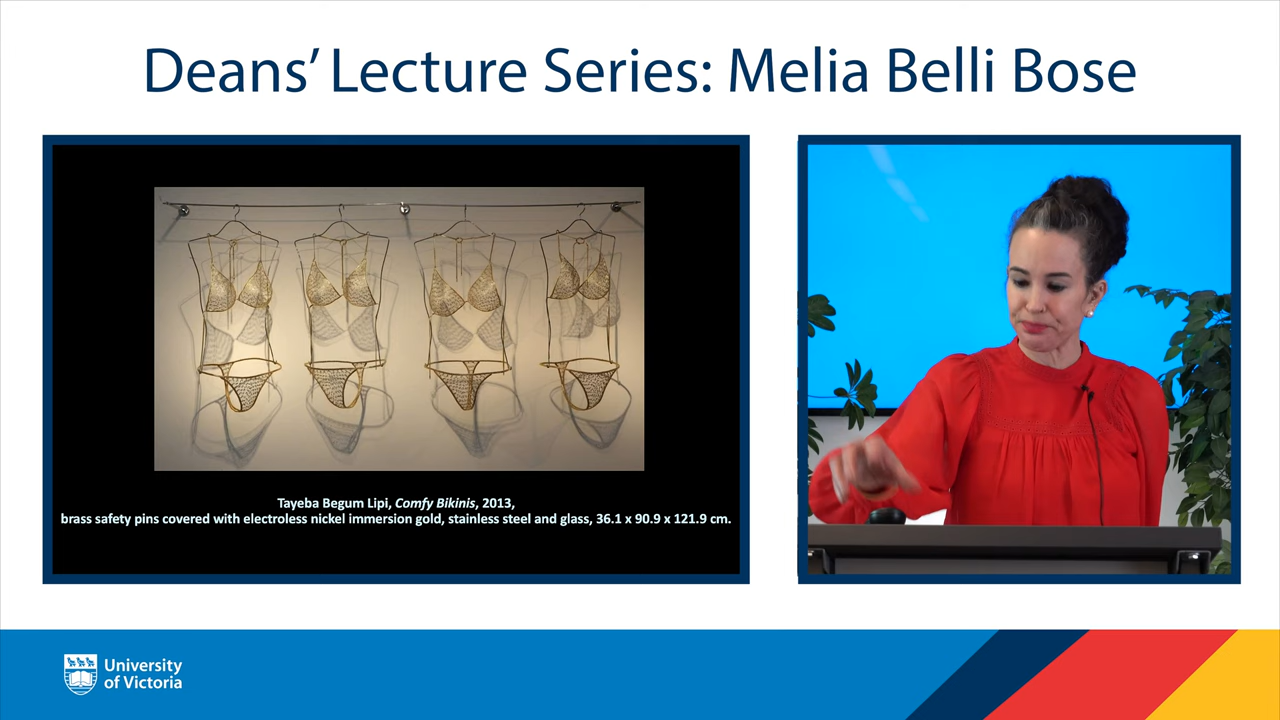 Deans’ Lecture Series: Melia Belli Bose
Tayeba Begum Lipi, Comfy Bikinis, 2013,
brass safety pins covered with electroless nickel immersion gold, stainless steel and glass, 36.1 x 90.9 x 121.9 cm.
University
of Victoria